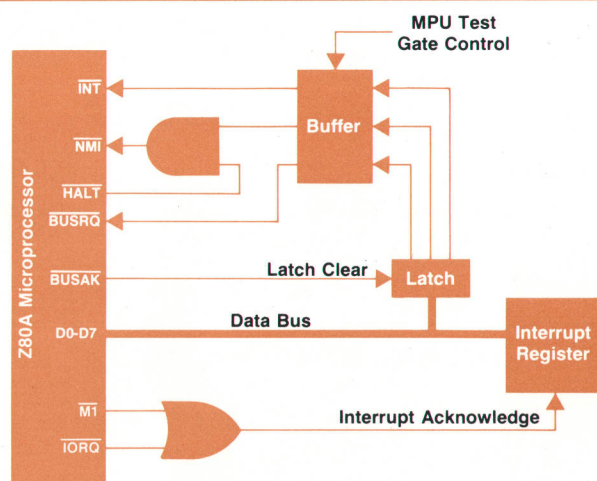 MPU Test
Gate Control
Z80A Microprocessor
INT
NMI
HALT
BUSRQ
BUSAK
D0-D7
M1
IORQ
Buffer
Latch Clear
Latch
Data Bus
Interrupt
Register
Interrupt Acknowledge